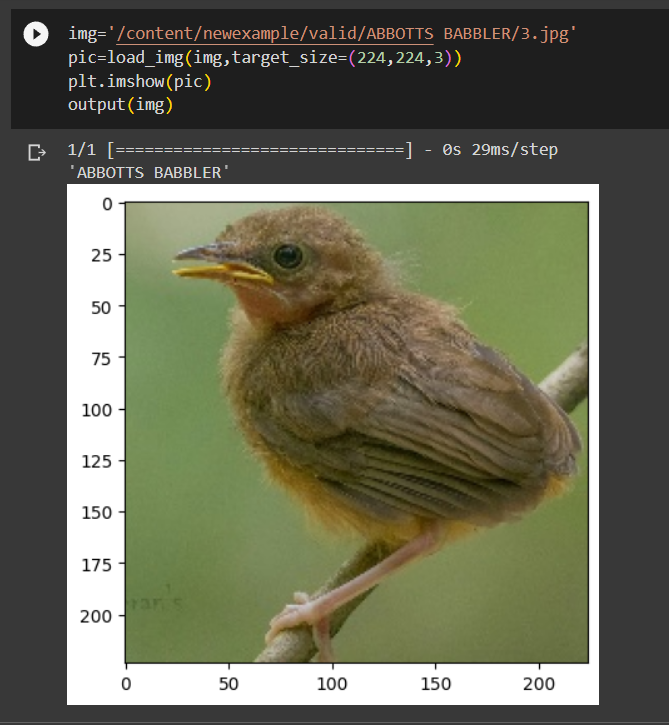 img='/content/newexample/valid/ABBOTTS BABBLER/3.jpg'
pic=load_img(img,target_size=(224,224,3))
plt.imshow(pic)
output(img)
1/1 [==============================] - 0s 29ms/step
'ABBOTTS BABBLER'
0
25
50
75
100
125
150
175
200
0 50 100 150 200